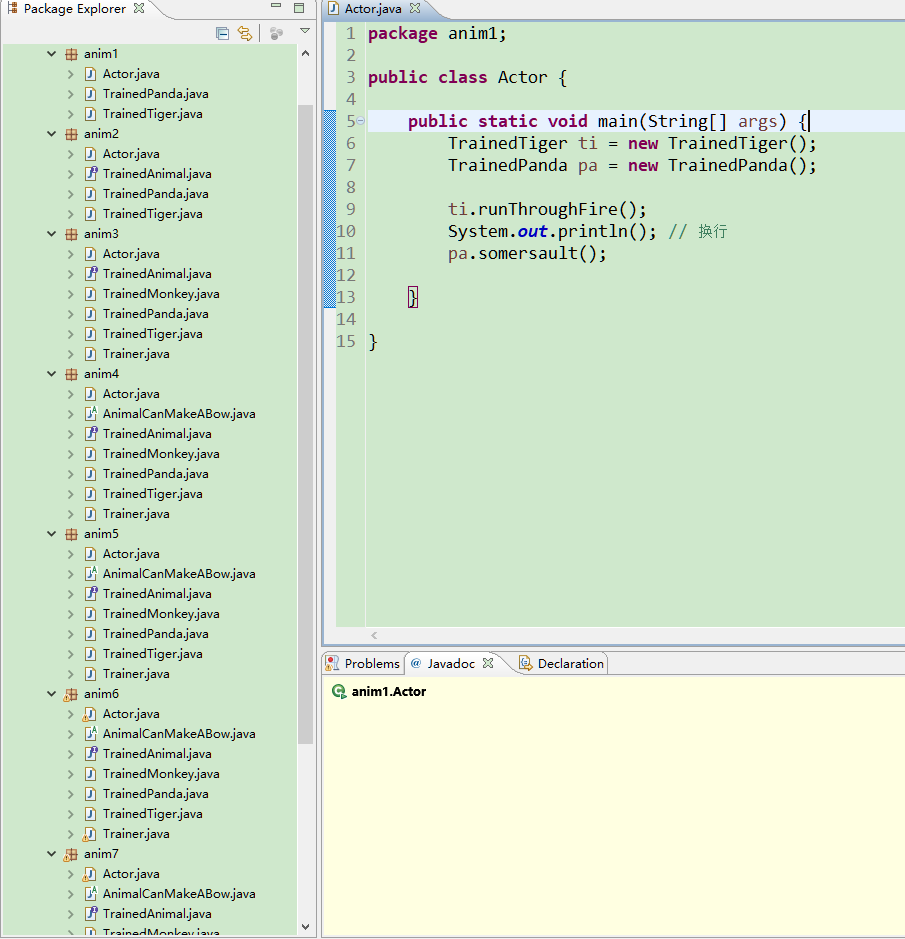 Package Explorer
anim1
Actor.java
TrainedPanda.java
TrainedTiger.java
anim2
Actor.java
TrainedAnimal.java
TrainedPanda.java
TrainedTiger.java
anim3
Actor.java
TrainedAnimal.java
TrainedMonkey.java
TrainedPanda.java
TrainedTiger.java
Trainer.java
anim4
Actor.java
AnimalCanMakeABow.java
TrainedAnimal.java
TrainedMonkey.java
TrainedPanda.java
TrainedTiger.java
Trainer.java
anim5
Actor.java
AnimalCanMakeABow.java
TrainedAnimal.java
TrainedMonkey.java
TrainedPanda.java
TrainedTiger.java
Trainer.java
anim6
Actor.java
AnimalCanMakeABow.java
TrainedAnimal.java
TrainedMonkey.java
TrainedPanda.java
TrainedTiger.java
Trainer.java
anim7
Actor.java
AnimalCanMakeABow.java
TrainedAnimal.java
TrainedMonkey.java
Actor.java
1 package anim1;
2
3 public class Actor {
4
5 public static void main(String[] args) {
6 TrainedTiger ti = new TrainedTiger();
7 TrainedPanda pa = new TrainedPanda();
8
9 ti.runThroughFire();
10 System.out.println(); // 换行
11 pa.somersault();
12
13 }
14
15 }
Problems @ Javadoc Declaration
anim1.Actor